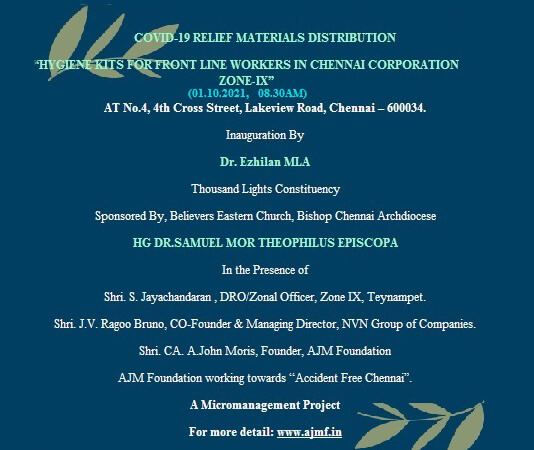 COVID-19 RELIEF MATERIALS DISTRIBUTION
“HYGIENE KITS FOR FRONT LINE WORKERS IN CHENNAI CORPORATION
ZONE-IX”
(01.10.2021, 08.30AM)
AT No.4, 4th Cross Street, Lakeview Road, Chennai – 600034.
Inauguration By
Dr. Ezhilan MLA
Thousand Lights Constituency
Sponsored By, Believers Eastern Church, Bishop Chennai Archdiocese
HG DR.SAMUEL MOR THEOPHILUS EPISCOPA
In the Presence of
Shri. S. Jayachandaran , DRO/Zonal Officer, Zone IX, Teynampet.
Shri. J.V. Ragoo Bruno, CO-Founder & Managing Director, NVN Group of Companies.
Shri. CA. A.John Moris, Founder, AJM Foundation
AJM Foundation working towards “Accident Free Chennai”.
A Micromanagement Project
For more detail: www.ajmf.in